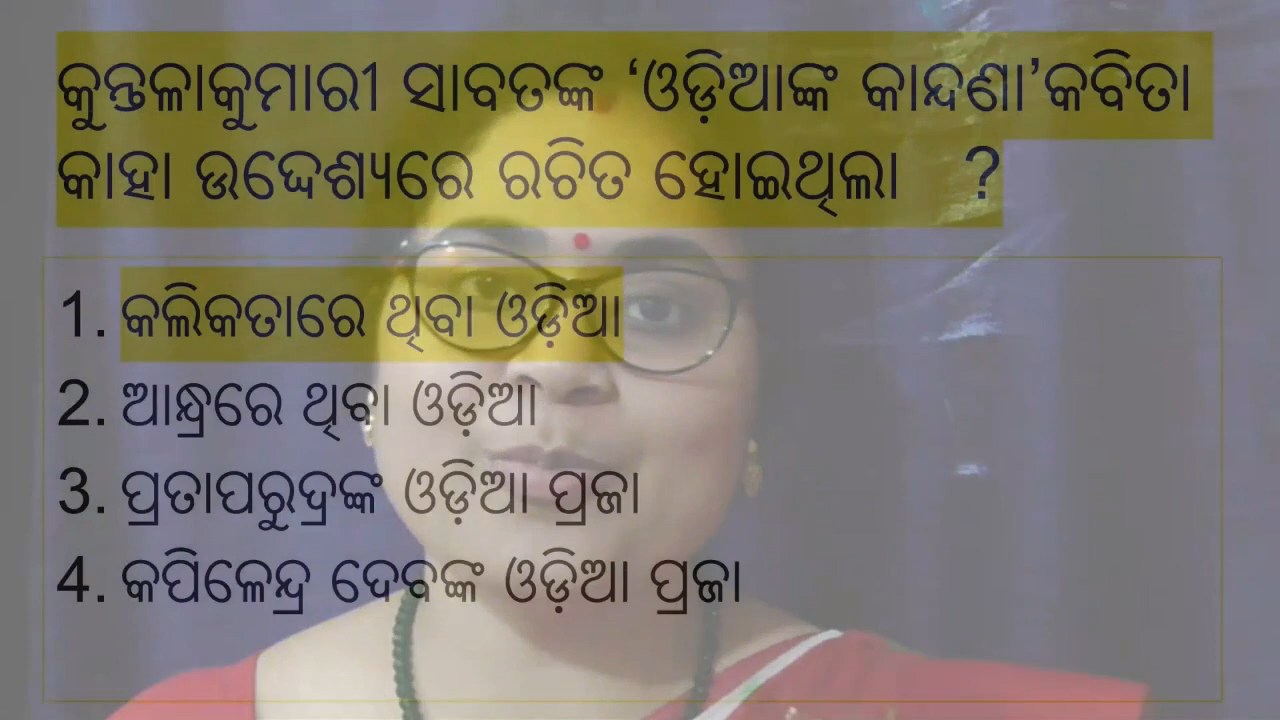 କୁନ୍ତଳାକୁମାରୀ ସାବତଙ୍କ ‘ଓଡ଼ିଆଙ୍କ କାନ୍ଦଣା’କବିତା
କାହା ଉଦ୍ଦେଶ୍ୟରେ ରଚିତ ହୋଇଥିଲା ?
1. କଲିକତାରେ ଥିବା ଓଡ଼ିଆ
2. ଆନ୍ଧ୍ରରେ ଥିବା ଓଡ଼ିଆ
3. ପ୍ରତାପରୁଦ୍ରଙ୍କ ଓଡ଼ିଆ ପ୍ରଜା
4. କପିଳେନ୍ଦ୍ର ଦେବଙ୍କ ଓଡ଼ିଆ ପ୍ରଜା